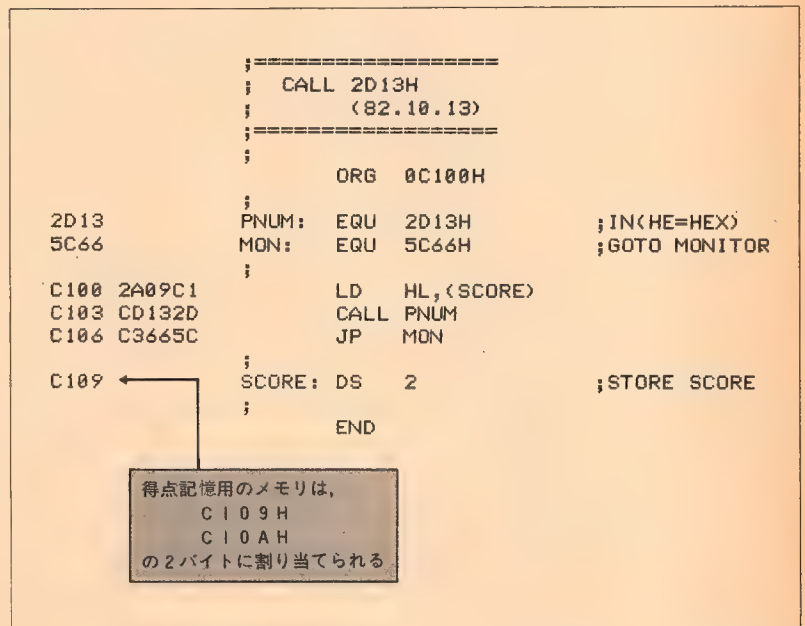 ;===================
;  CALL 2D13H
;       (82.10.13)
;===================
;
ORG 0C100H
;
2D13 PNUM: EQU 2D13H ;IN(HE=HEX)
5C66 MON: EQU 5C66H ;GOTO MONITOR
;
C100 2A09C1 LD HL,(SCORE)
C103 CD132D CALL PNUM
C106 C3665C JP MON
;
C109 SCORE: DS 2 ;STORE SCORE
;
END
得点記憶用のメモリは,
C109H
C10AH
の2バイトに割り当てられる